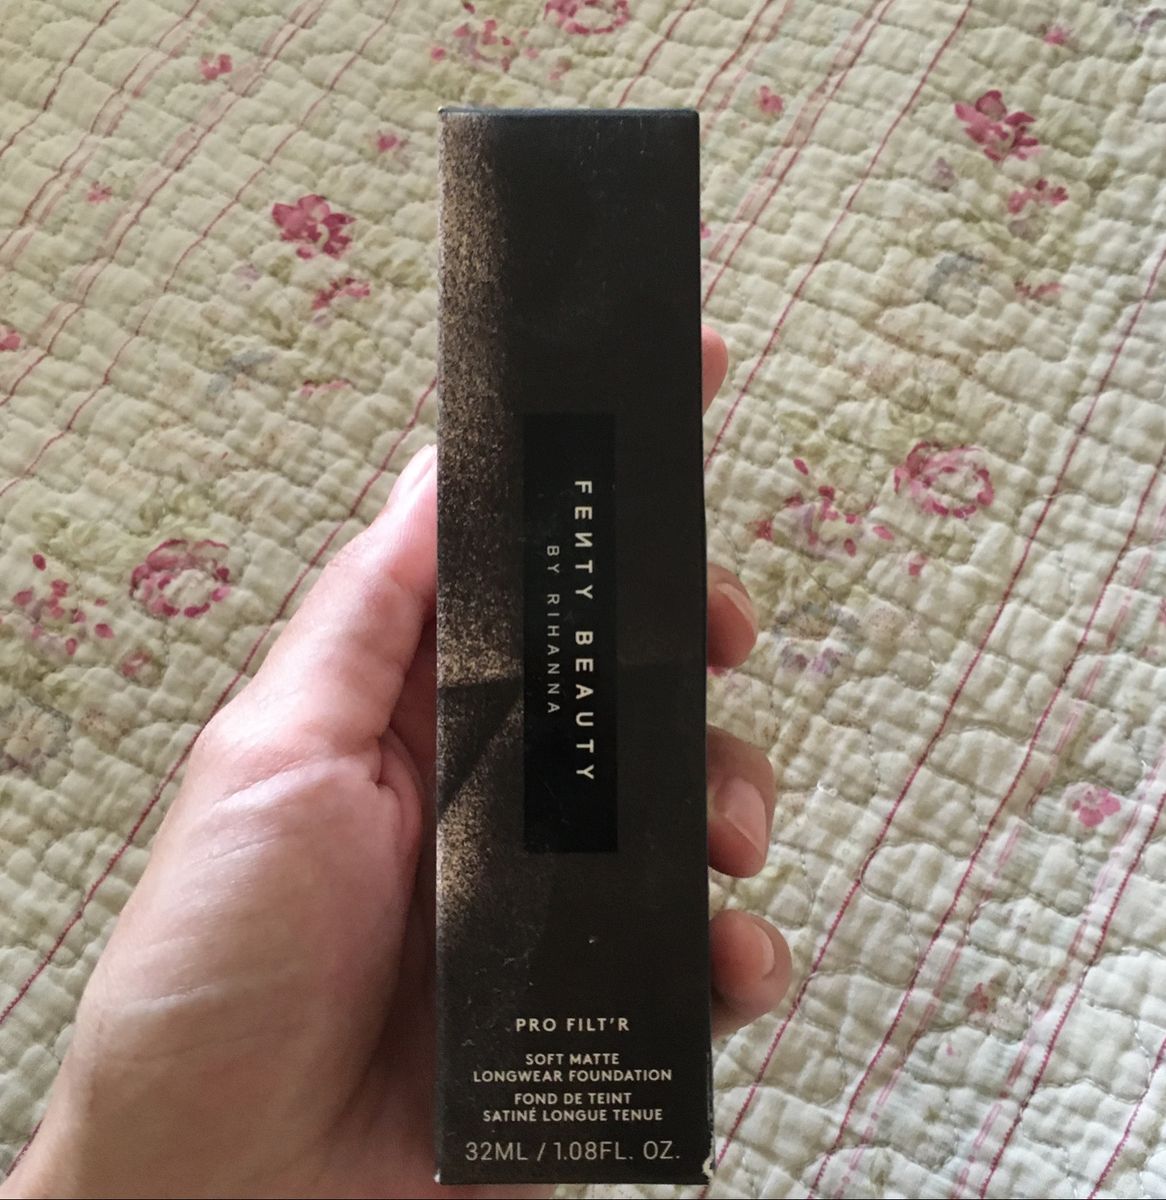 FEИTY BEAUTY
BY RIHANNA
PRO FILT'R
SOFT MATTE
LONGWEAR FOUNDATION
FOND DE TEINT
SATINÉ LONGUE TENUE
32ML / 1.08FL. OZ.